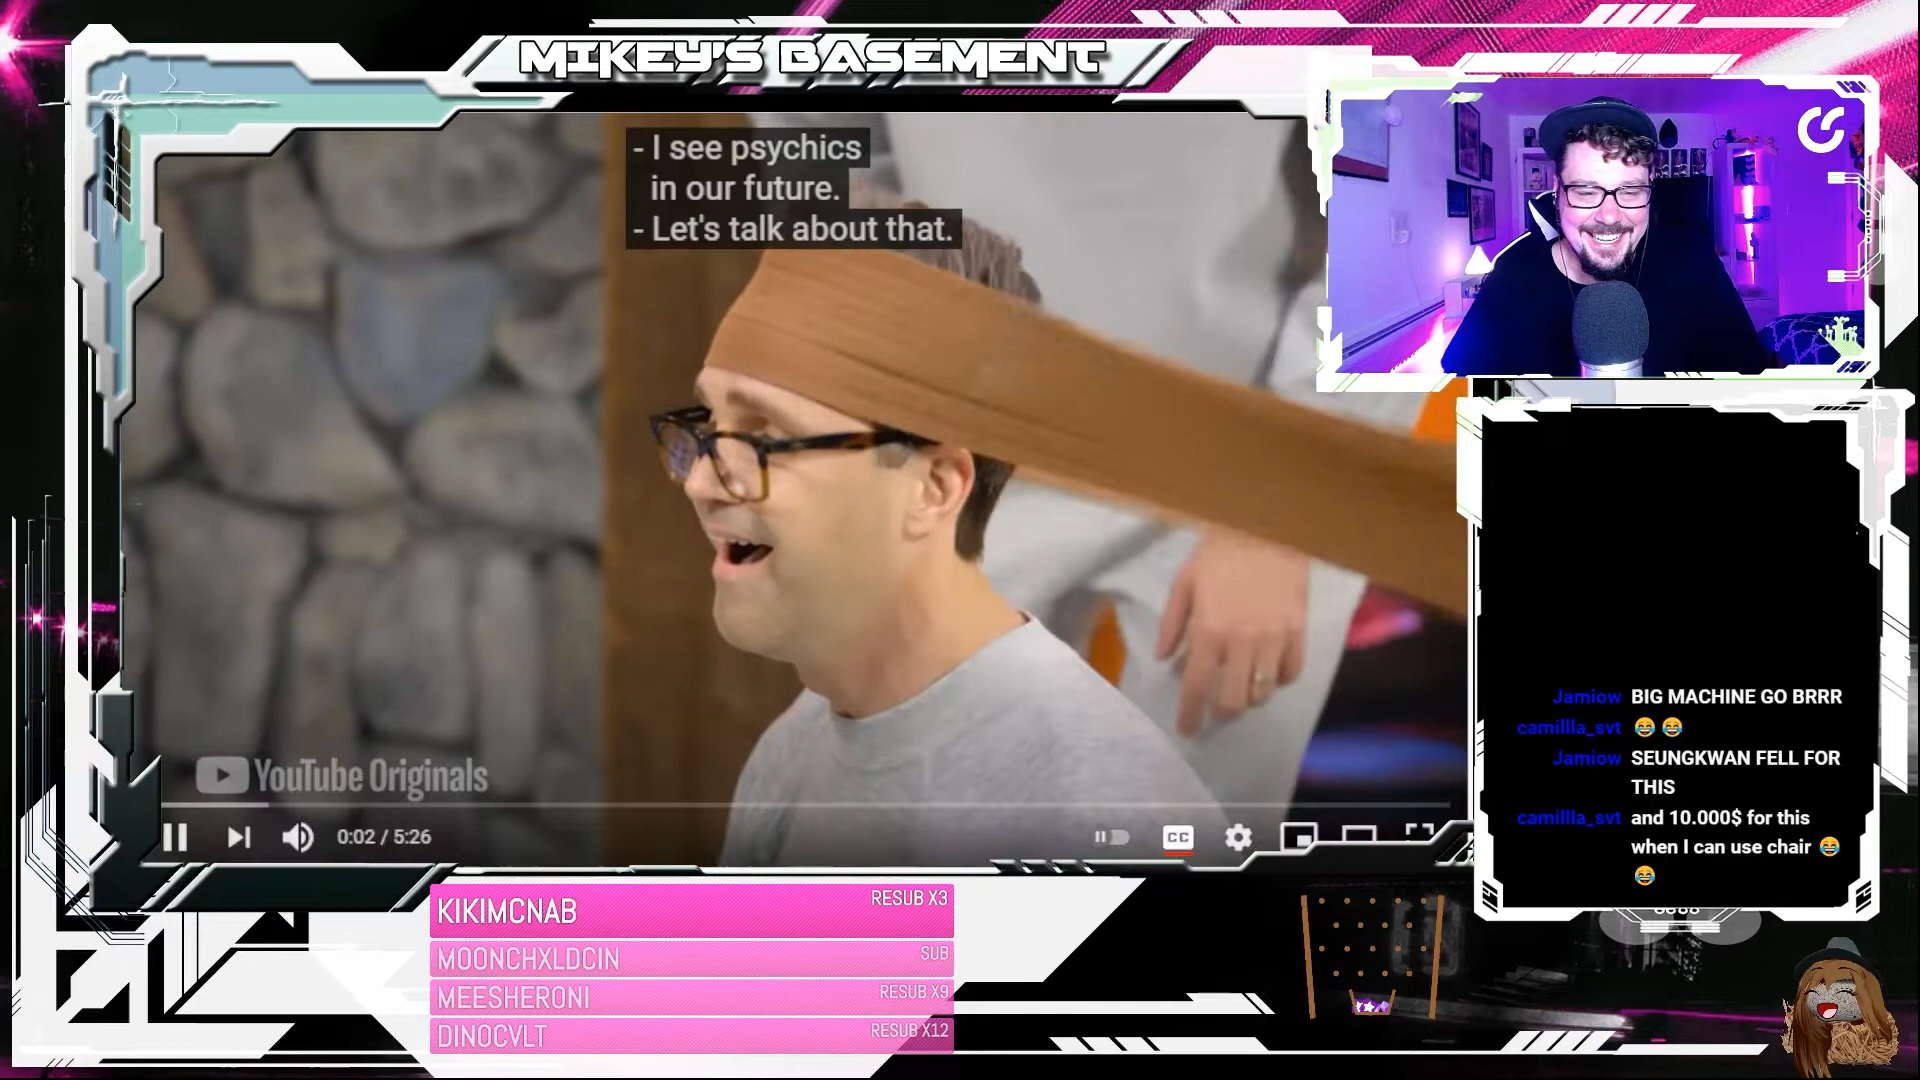 MIKEY'S BASEMENT
- I see psychics
in our future.
- Let's talk about that.
YouTube Originals
0:02 / 5:26
CC
Jamiow BIG MACHINE GO BRRR
camillla_svt 😂 😂
Jamiow SEUNGKWAN FELL FOR
THIS
camillla_svt and 10.000$ for this
when I can use chair 😂
😂
KIKIMCNAB RESUB X3
MOONCHXLDCIN SUB
MEESHERONI RESUB X9
DINOCVLT RESUB X12